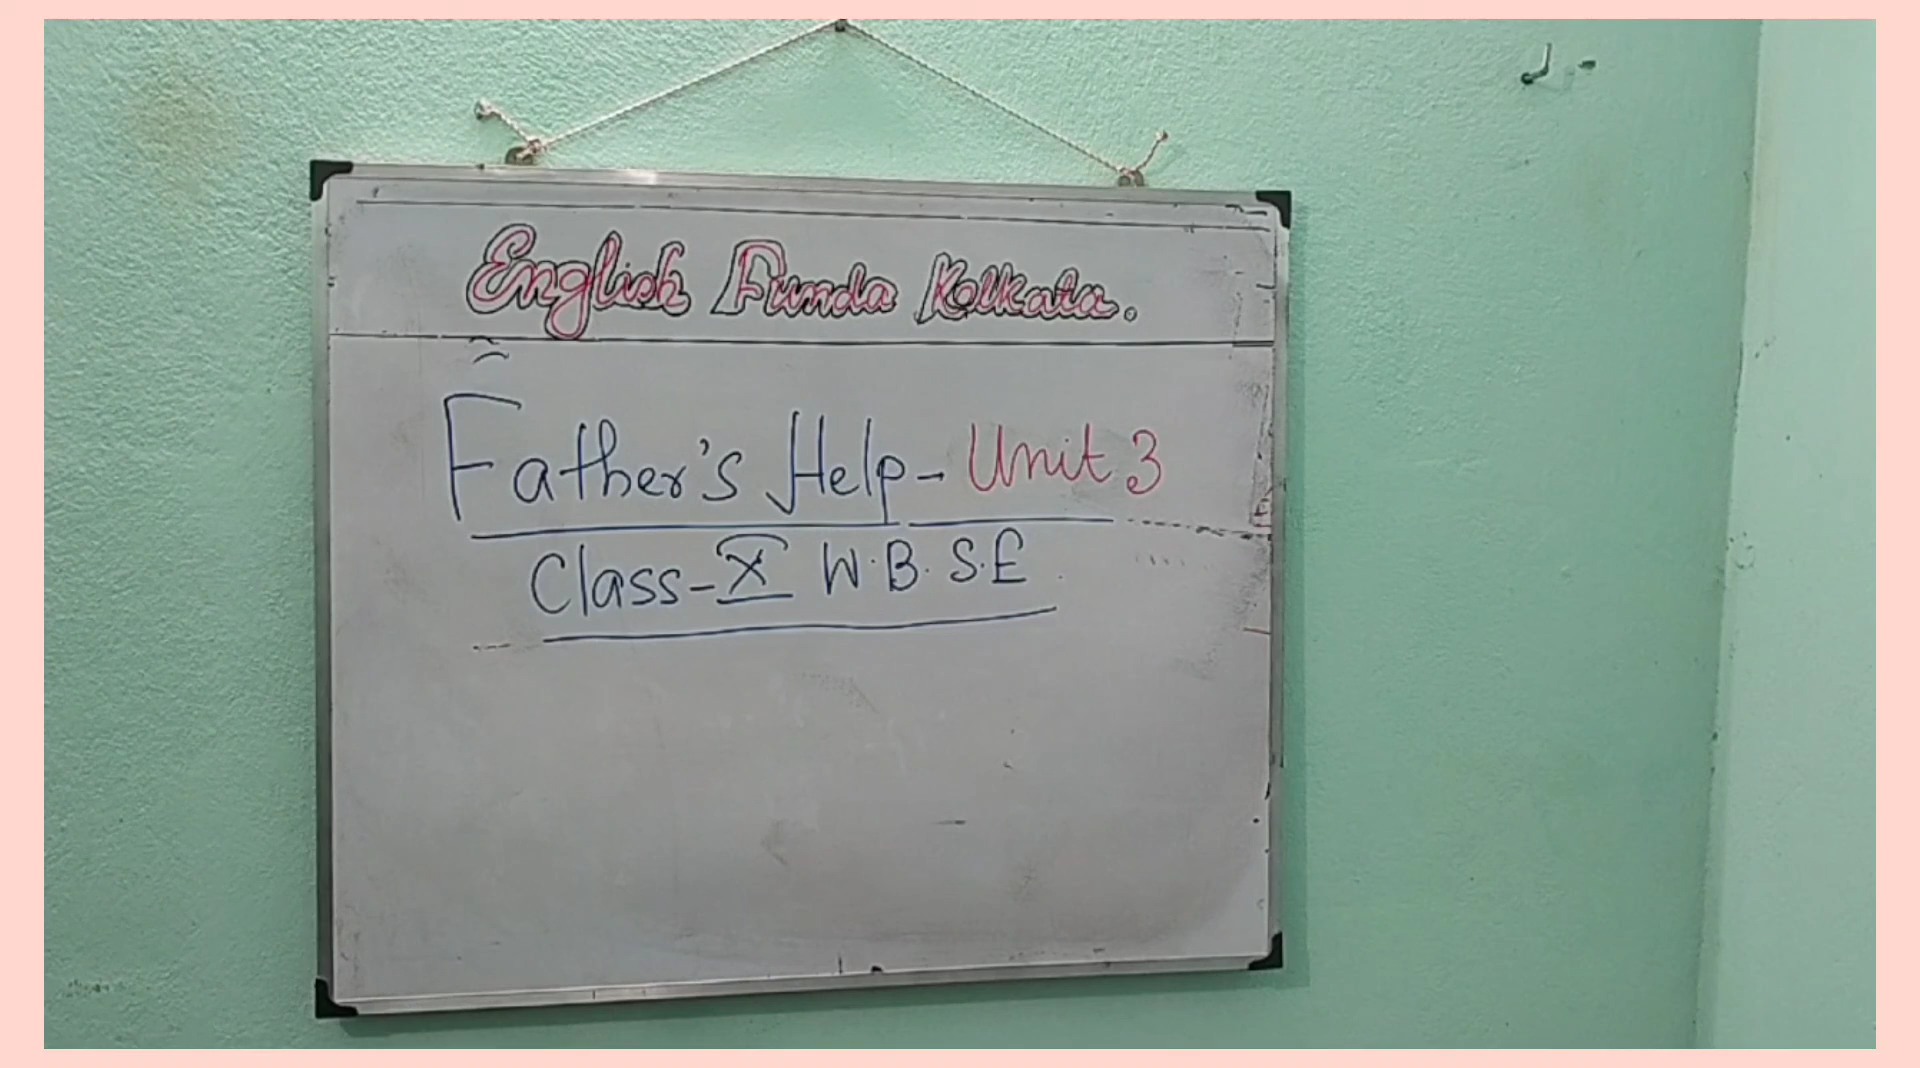 English Funda Kolkata.
Father's Help - Unit 3
Class - X W.B.S.E